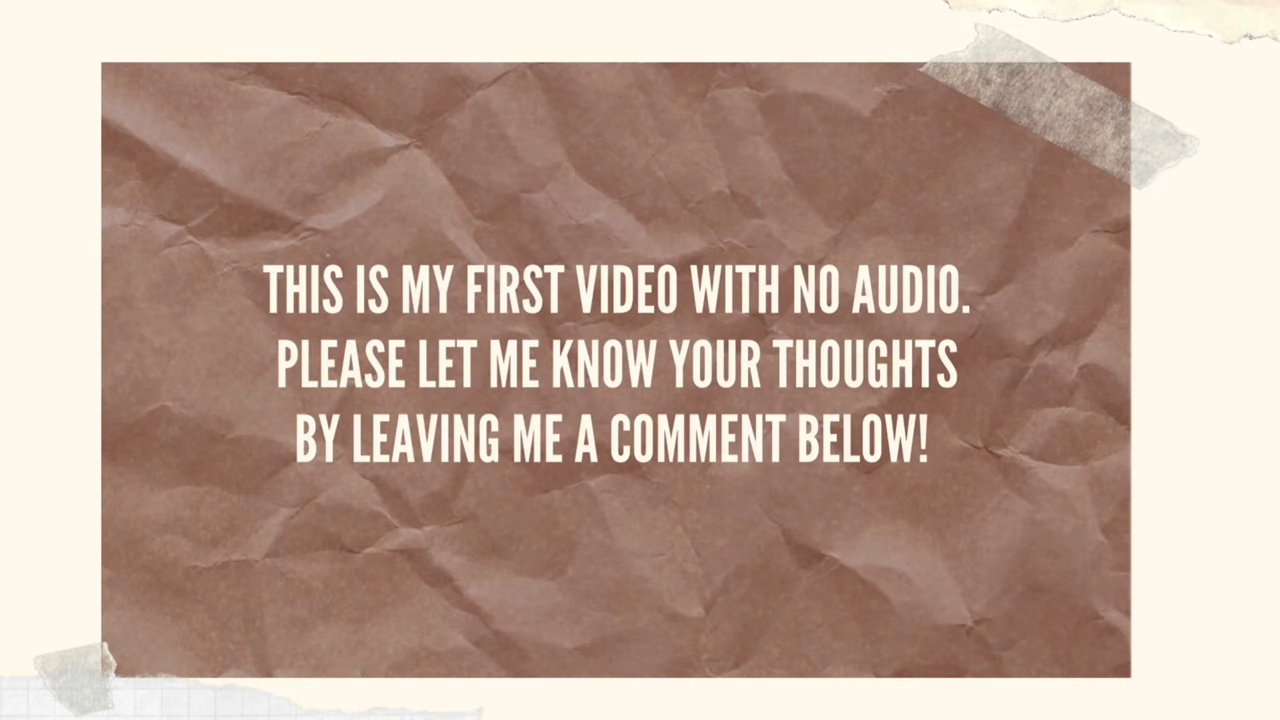 THIS IS MY FIRST VIDEO WITH NO AUDIO.
PLEASE LET ME KNOW YOUR THOUGHTS
BY LEAVING ME A COMMENT BELOW!